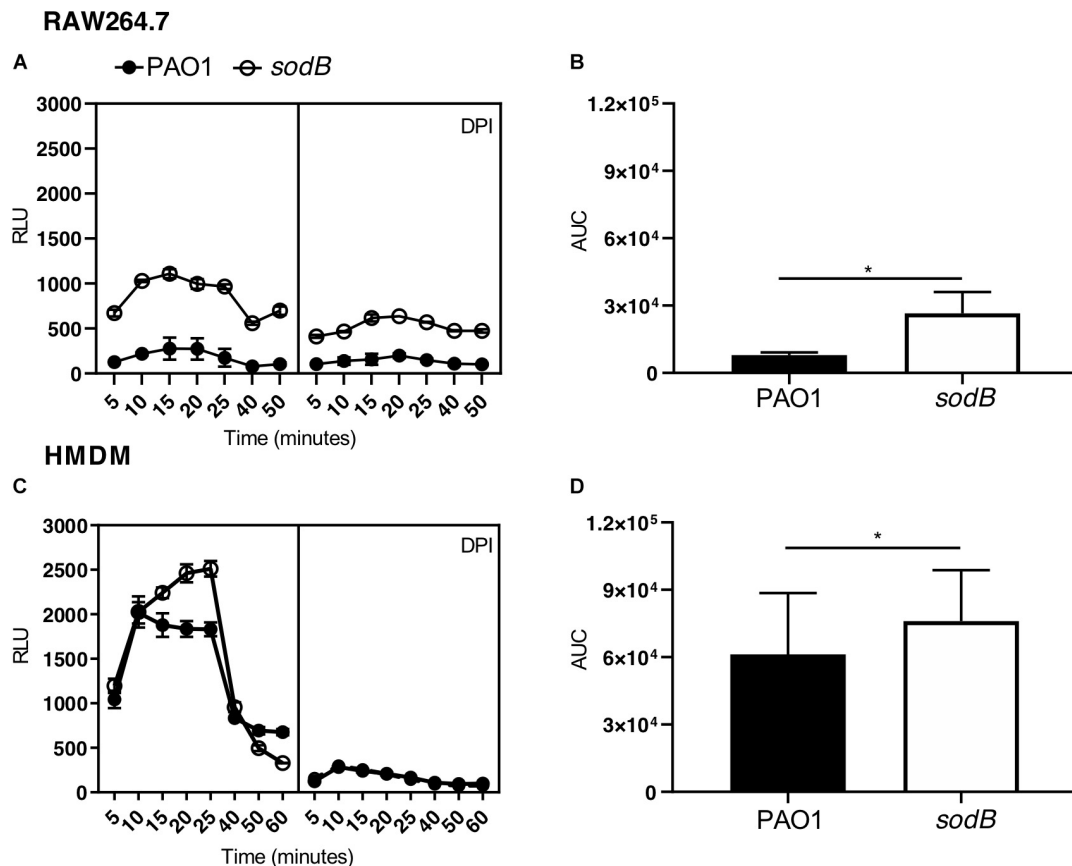 RAW264.7
A
PAO1 sodB
3000
2500
2000
1500
1000
500
0
RLU
DPI
5 10 15 20 25 40 50
5 10 15 20 25 40 50
Time (minutes)
B
1.2×10⁵
9×10⁴
6×10⁴
3×10⁴
0
AUC
*
PAO1 sodB
HMDM
C
3000
2500
2000
1500
1000
500
0
RLU
DPI
5 10 15 20 25 40 50 60
5 10 15 20 25 40 50 60
Time (minutes)
D
1.2×10⁵
9×10⁴
6×10⁴
3×10⁴
0
AUC
*
PAO1 sodB